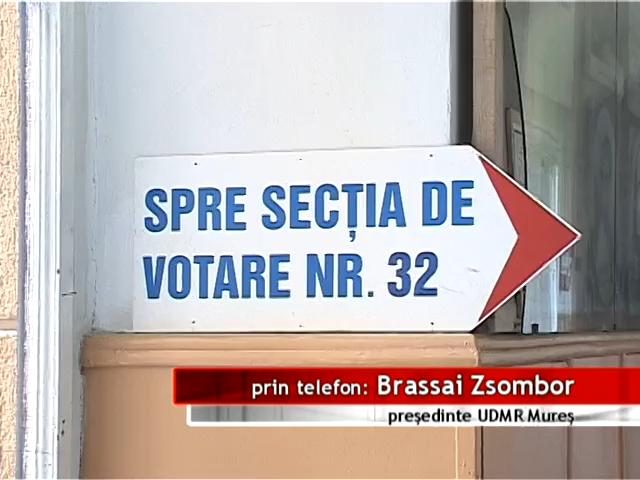 SPRE SECȚIA DE
VOTARE NR. 32
prin telefon: Brassai Zsombor
președinte UDMR Mureș